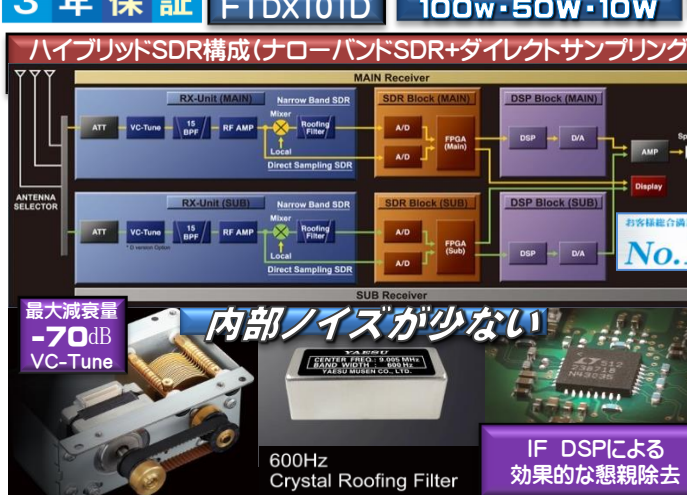 3 年 保 証
FTDX101D
100w・50W・10W
ハイブリッドSDR構成(ナローバンドSDR+ダイレクトサンプリング
MAIN Receiver
RX-Unit (MAIN)
Narrow Band SDR
SDR Block (MAIN)
DSP Block (MAIN)
Mixer
ATT
VC-Tune
15
BPF
RF AMP
Roofing
Filter
Local
Direct Sampling SDR
A/D
A/D
FPGA
(Main)
DSP
D/A
AMP
Display
ANTENNA
SELECTOR
RX-Unit (SUB)
Narrow Band SDR
SDR Block (SUB)
DSP Block (SUB)
Mixer
ATT
VC-Tune
* D version Option
15
BPF
RF AMP
Roofing
Filter
Local
Direct Sampling SDR
A/D
A/D
FPGA
(Sub)
DSP
D/A
お客様総合満
No.
SUB Receiver
最大減衰量
-70dB
VC-Tune
内部ノイズが少ない
YAESU
CENTER FREQ.: 9.005 MHz
BAND WIDTH : 600 Hz
YAESU MUSEN CO., LTD.
600Hz
Crystal Roofing Filter
IF DSPによる
効果的な懇親除去